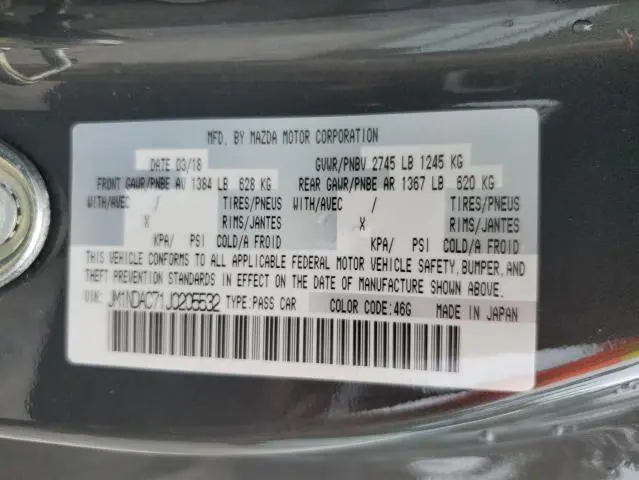 MFD. BY MAZDA MOTOR CORPORATION
DATE 03/18 GVWR/PNBV 2745 LB 1245 KG
FRONT GAWR/PNBE AV 1384 LB 628 KG REAR GAWR/PNBE AR 1367 LB 620 KG
WITH/AVEC / TIRES/PNEUS WITH/AVEC / TIRES/PNEUS
X RIMS/JANTES X RIMS/JANTES
KPA/ PSI COLD/A FROID KPA/ PSI COLD/A FROID
THIS VEHICLE CONFORMS TO ALL APPLICABLE FEDERAL MOTOR VEHICLE SAFETY, BUMPER, AND
THEFT PREVENTION STANDARDS IN EFFECT ON THE DATE OF MANUFACTURE SHOWN ABOVE.
VIN: JM1NDAC71J0205532 TYPE:PASS CAR COLOR CODE:46G MADE IN JAPAN